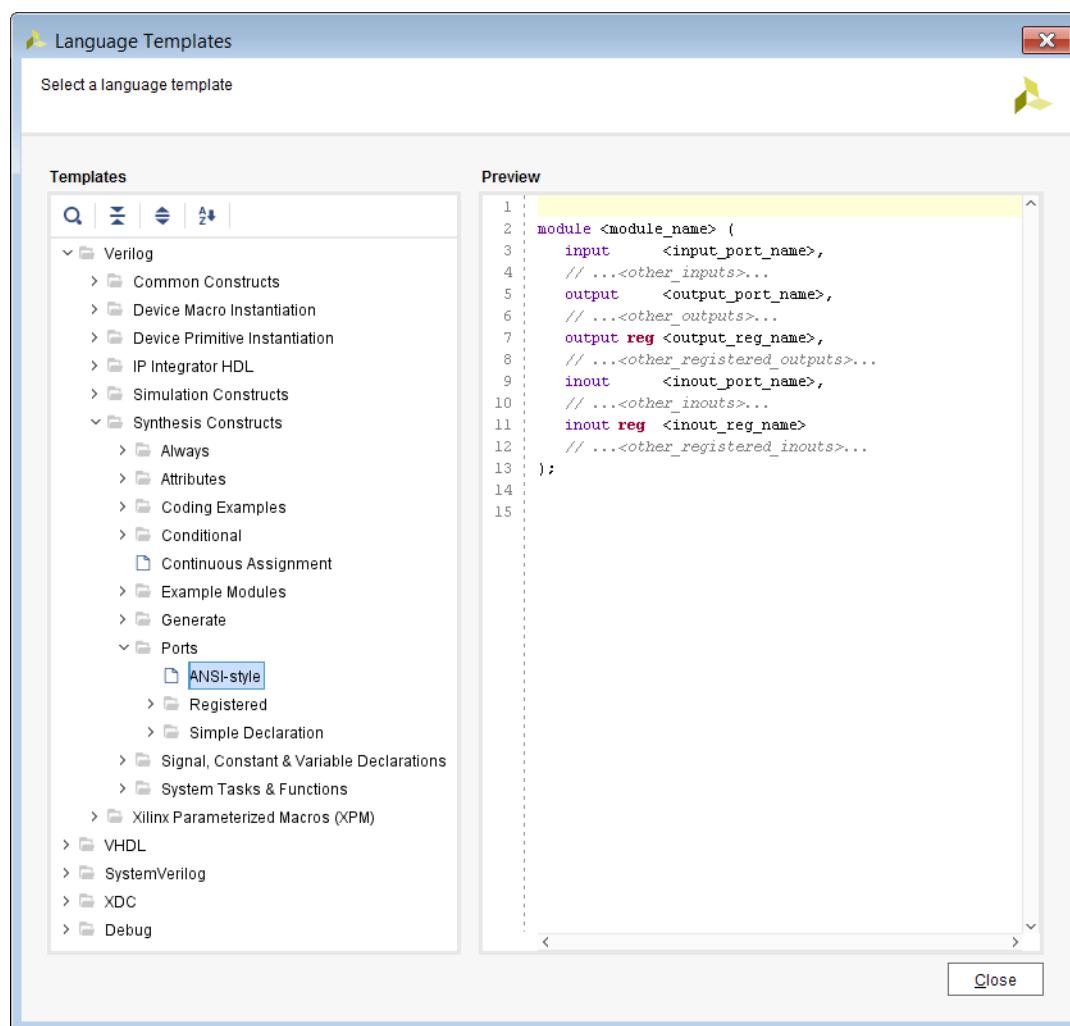 Language Templates
Select a language template
Templates
Verilog
Common Constructs
Device Macro Instantiation
Device Primitive Instantiation
IP Integrator HDL
Simulation Constructs
Synthesis Constructs
Always
Attributes
Coding Examples
Conditional
Continuous Assignment
Example Modules
Generate
Ports
ANSI-style
Registered
Simple Declaration
Signal, Constant & Variable Declarations
System Tasks & Functions
Xilinx Parameterized Macros (XPM)
VHDL
SystemVerilog
XDC
Debug
Preview
1
2 module <module_name> (
3    input      <input_port_name>,
4    // ...<other_inputs>...
5    output     <output_port_name>,
6    // ...<other_outputs>...
7    output reg <output_reg_name>,
8    // ...<other_registered_outputs>...
9    inout      <inout_port_name>,
10    // ...<other_inouts>...
11    inout reg  <inout_reg_name>
12    // ...<other_registered_inouts>...
13 );
14
15
Close